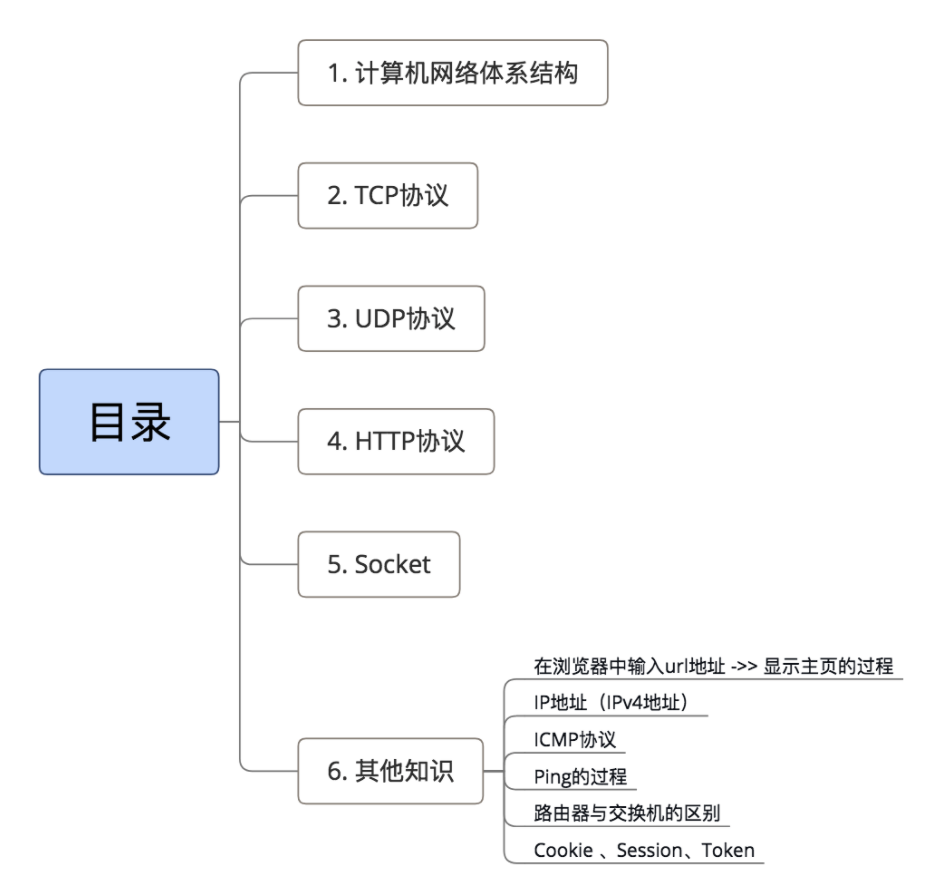 1. 计算机网络体系结构
2. TCP协议
3. UDP协议
目录
4. HTTP协议
5. Socket
6. 其他知识
在浏览器中输入url地址 ->> 显示主页的过程
IP地址（IPv4地址）
ICMP协议
Ping的过程
路由器与交换机的区别
Cookie 、Session、Token